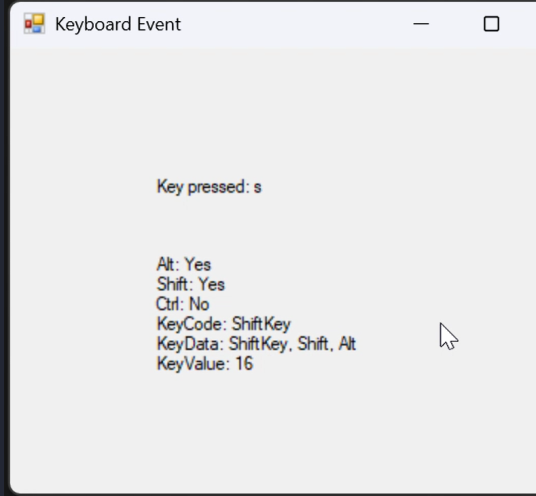 Keyboard Event
Key pressed: s
Alt: Yes
Shift: Yes
Ctrl: No
KeyCode: ShiftKey
KeyData: ShiftKey, Shift, Alt
KeyValue: 16